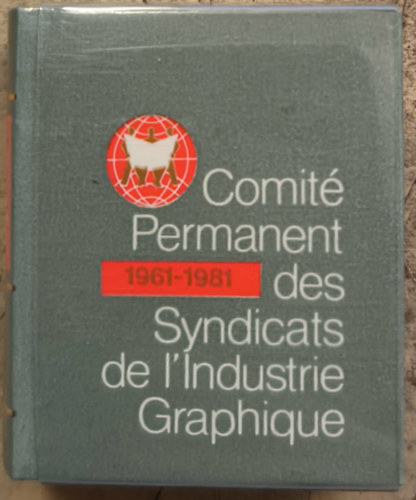 Comité
Permanent
1961-1981 des
Syndicats
de l'Industrie
Graphique